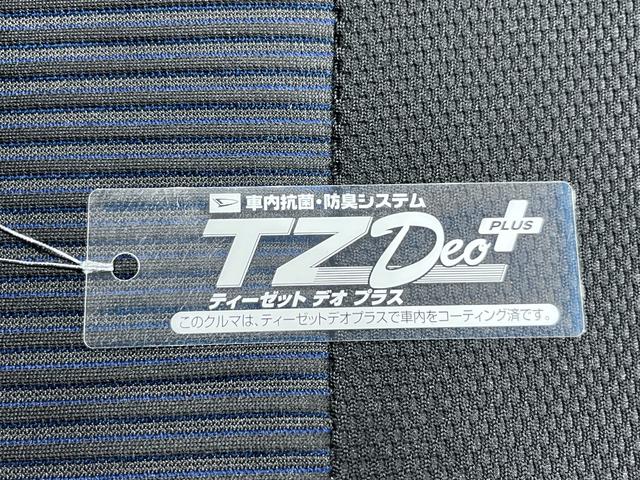 車内抗菌・防臭システム
TZ Deo PLUS
ティーゼット デオ プラス
このクルマは、ティーゼットデオプラスで車内をコーティング済です。